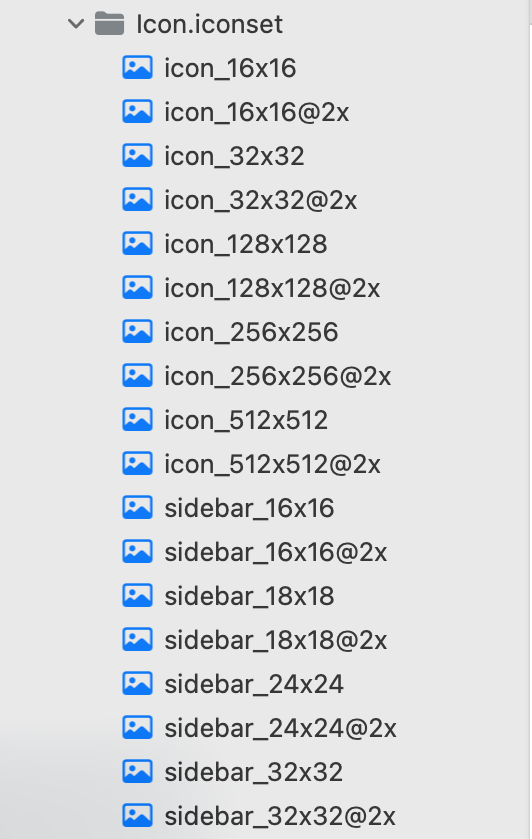 Icon.iconset
icon_16x16
icon_16x16@2x
icon_32x32
icon_32x32@2x
icon_128x128
icon_128x128@2x
icon_256x256
icon_256x256@2x
icon_512x512
icon_512x512@2x
sidebar_16x16
sidebar_16x16@2x
sidebar_18x18
sidebar_18x18@2x
sidebar_24x24
sidebar_24x24@2x
sidebar_32x32
sidebar_32x32@2x